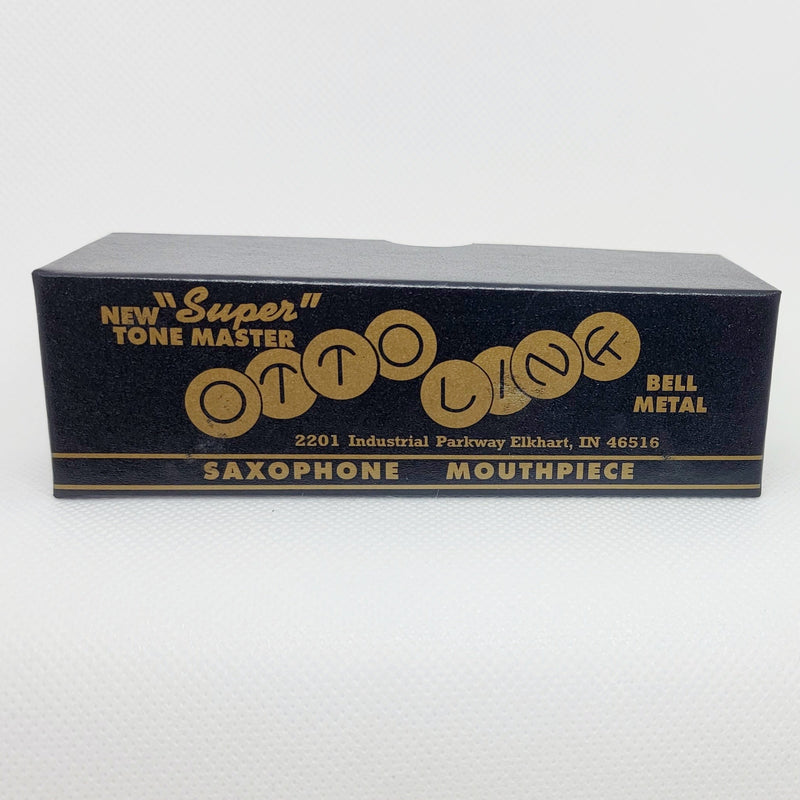 NEW "Super"
TONE MASTER
OTTO LINK
BELL
METAL
2201 Industrial Parkway Elkhart, IN 46516
SAXOPHONE MOUTHPIECE